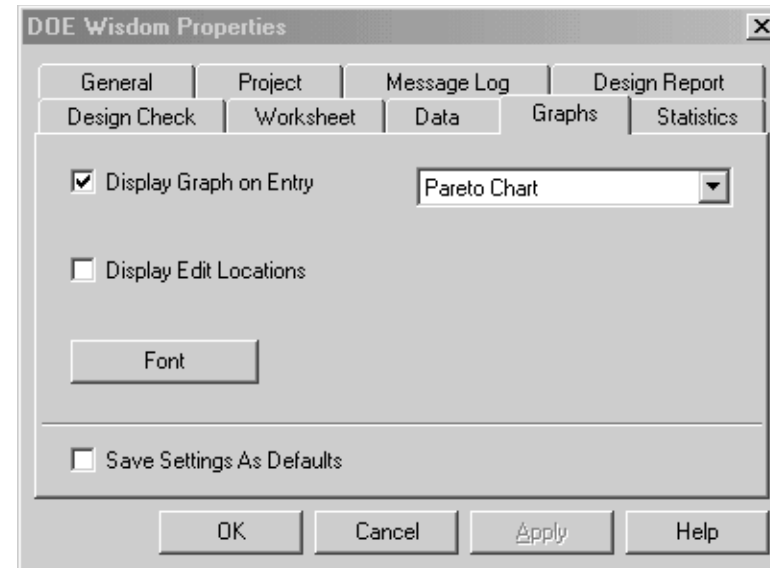 DOE Wisdom Properties
General Project Message Log Design Report
Design Check Worksheet Data Graphs Statistics
Display Graph on Entry Pareto Chart
Display Edit Locations
Font
Save Settings As Defaults
OK Cancel Apply Help